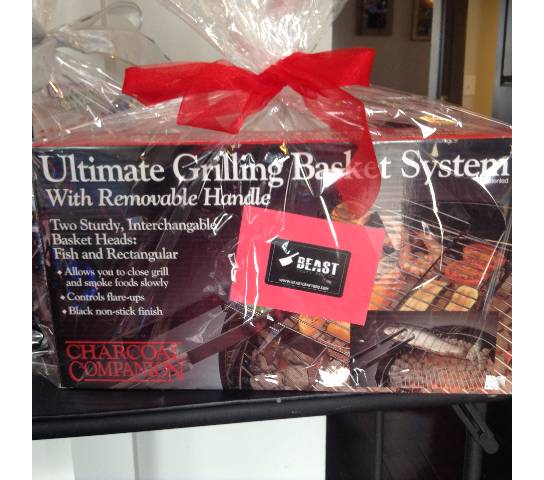 Ultimate Grilling Basket System
With Removable Handle
Two Sturdy, Interchangable
Basket Heads:
Fish and Rectangular
• Allows you to close grill
and smoke foods slowly
• Controls flare-ups
• Black non-stick finish
BEAST
CHARCOAL
COMPANION